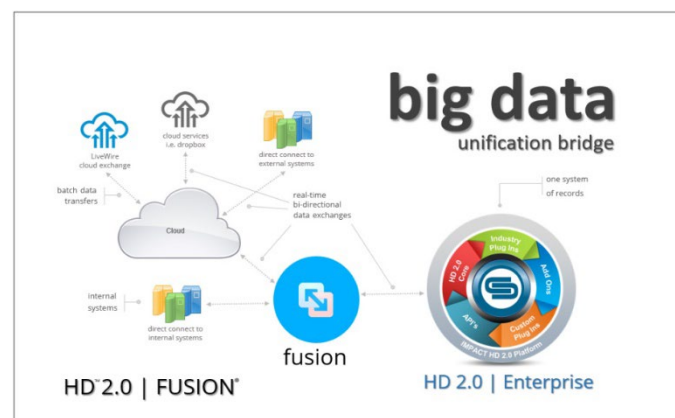 big data
unification bridge
LiveWire
cloud exchange
cloud services
i.e. dropbox
direct connect to
external systems
batch data
transfers
real-time
bi-directional
data exchanges
one system
of records
Cloud
Industry
Plug Ins
HD 2.0
Core
Add-Ons
API's
Custom
Plug Ins
IMPACT HD 2.0 Platform
internal
systems
direct connect to
internal systems
fusion
HD™2.0 | FUSION®
HD 2.0 | Enterprise